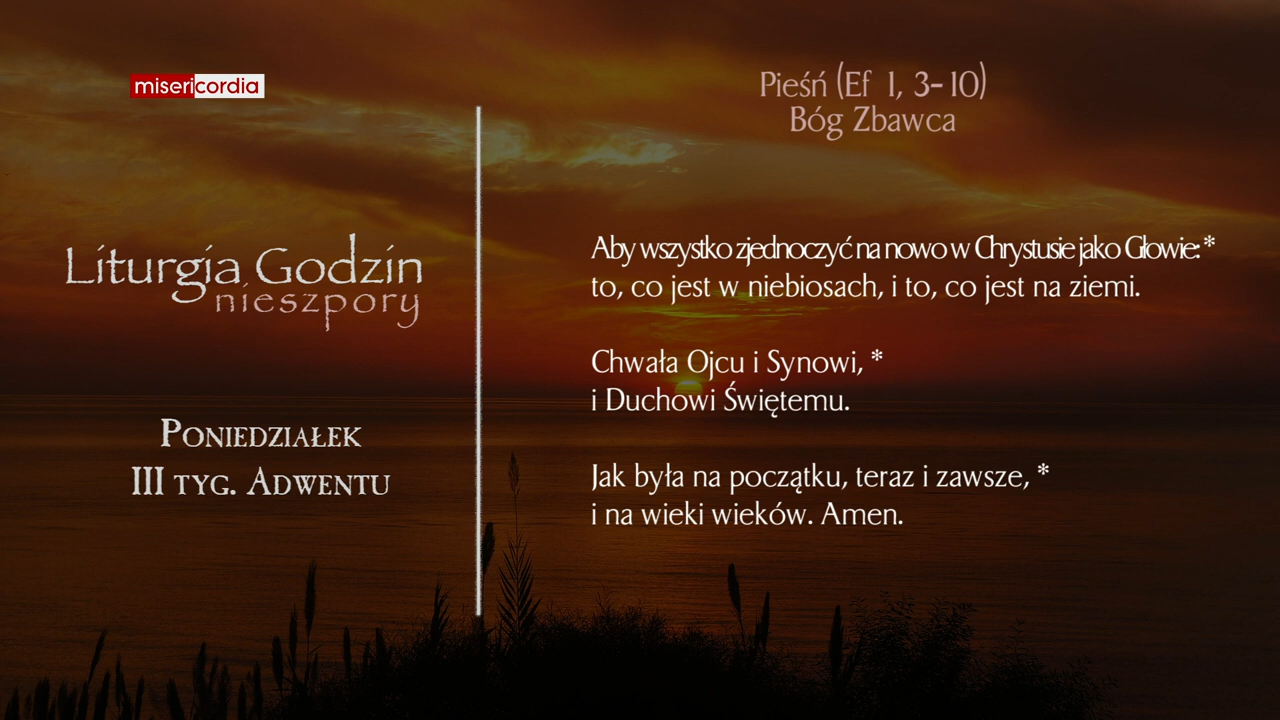 misericordia
Liturgia Godzin
nieszpory
Poniedziałek
III tyg. Adwentu
Pieśń (Ef 1, 3-10)
Bóg Zbawca
Aby wszystko zjednoczyć na nowo w Chrystusie jako Głowie: *
to, co jest w niebiosach, i to, co jest na ziemi.
Chwała Ojcu i Synowi, *
i Duchowi Świętemu.
Jak była na początku, teraz i zawsze, *
i na wieki wieków. Amen.